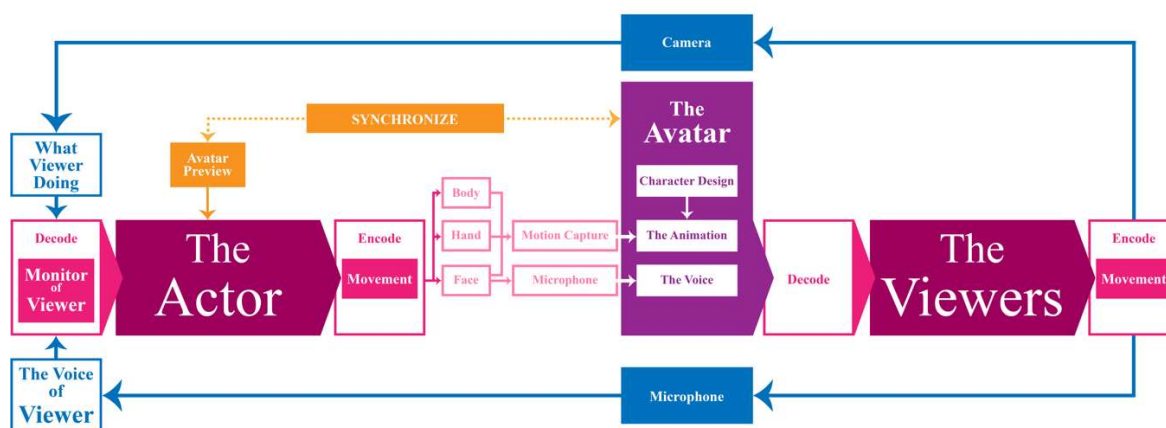 Camera
SYNCHRONIZE
The
Avatar
What
Viewer
Doing
Avatar
Preview
Character Design
Body
Decode
Monitor
of
Viewer
The
Actor
Encode
Movement
Hand
Motion Capture
The Animation
Face
Microphone
The Voice
Decode
The
Viewers
Encode
Movement
The Voice
of
Viewer
Microphone